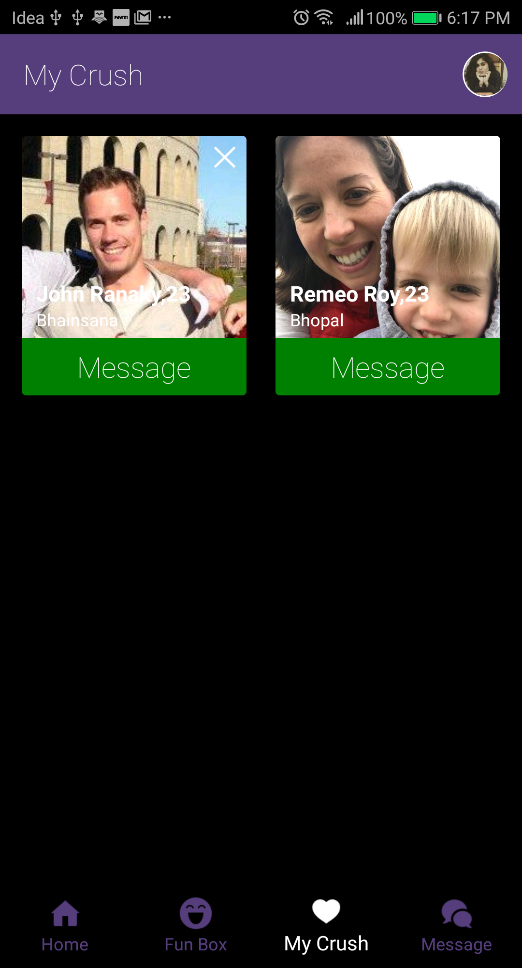 Idea 100% 6:17 PM
My Crush
John Ranaky,23
Bhainsana
Message
Remeo Roy,23
Bhopal
Message
Home
Fun Box
My Crush
Message